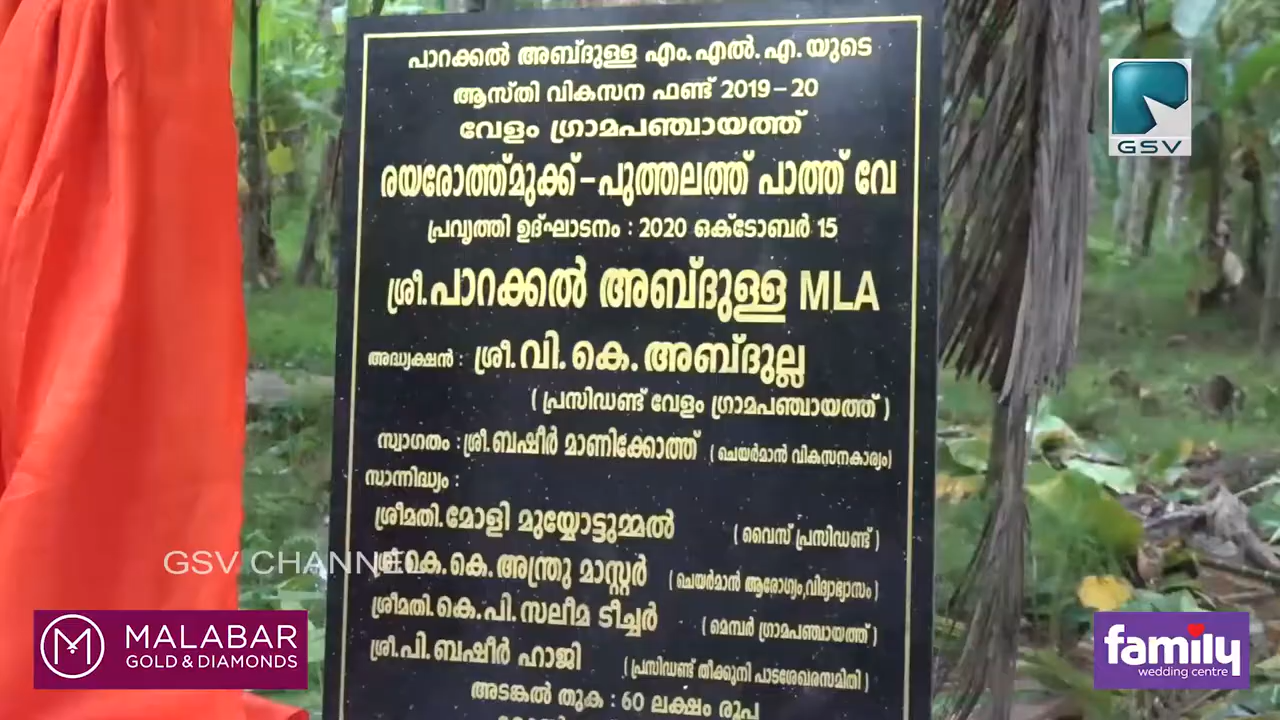 പാറക്കൽ അബ്ദുള്ള എം.എൽ.എ.യുടെ
ആസ്തി വികസന ഫണ്ട് 2019-20
വേളം ഗ്രാമപഞ്ചായത്ത്
രയരോത്ത്മുക്ക്-പുത്തലത്ത് പാത്ത് വേ
പ്രവൃത്തി ഉദ്ഘാടനം : 2020 ഒക്ടോബർ 15
ശ്രീ.പാറക്കൽ അബ്ദുള്ള MLA
അദ്ധ്യക്ഷൻ : ശ്രീ.വി.കെ.അബ്ദുല്ല
( പ്രസിഡണ്ട് വേളം ഗ്രാമപഞ്ചായത്ത് )
സ്വാഗതം : ശ്രീ.ബഷീർ മാണിക്കോത്ത് ( ചെയർമാൻ വികസനകാര്യം)
സാന്നിദ്ധ്യം :
ശ്രീമതി.മോളി മുയ്യോട്ടുമ്മൽ ( വൈസ് പ്രസിഡണ്ട് )
ശ്രീ.കെ.കെ.അന്ത്രു മാസ്റ്റർ ( ചെയർമാൻ ആരോഗ്യം,വിദ്യാഭ്യാസം )
ശ്രീമതി.കെ.പി.സലീമ ടീച്ചർ ( മെമ്പർ ഗ്രാമപഞ്ചായത്ത് )
ശ്രീ.പി.ബഷീർ ഹാജി (പ്രസിഡണ്ട് തീക്കുനി പാടശേഖരസമിതി )
അടങ്കൽ തുക : 60 ലക്ഷം രൂപ
GSV
GSV CHANNEL
MALABAR
GOLD & DIAMONDS
family
wedding centre